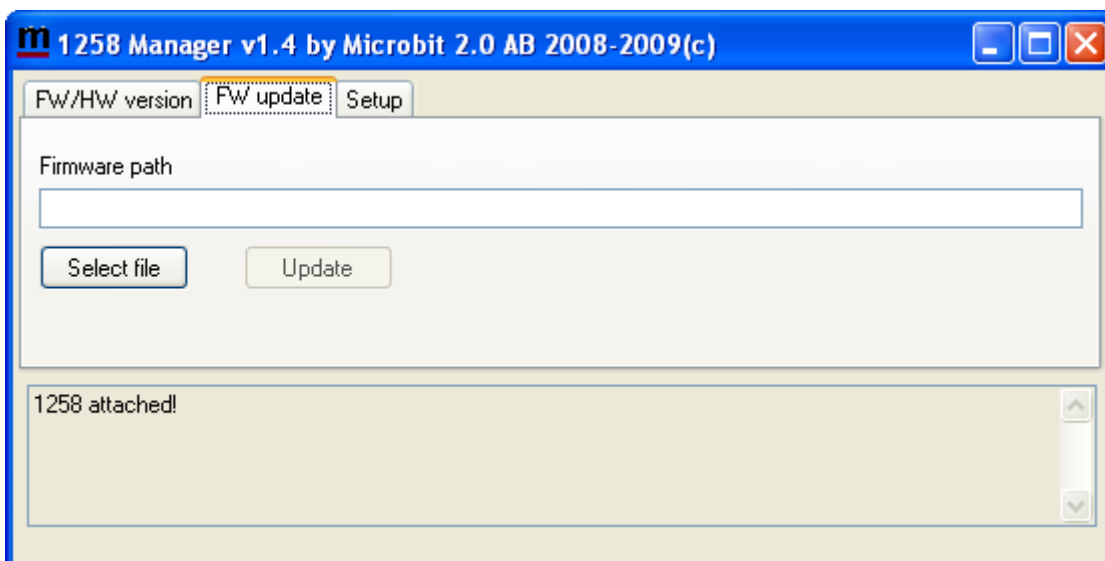 m 1258 Manager v1.4 by Microbit 2.0 AB 2008-2009(c)
FW/HW version FW update Setup
Firmware path
Select file Update
1258 attached!